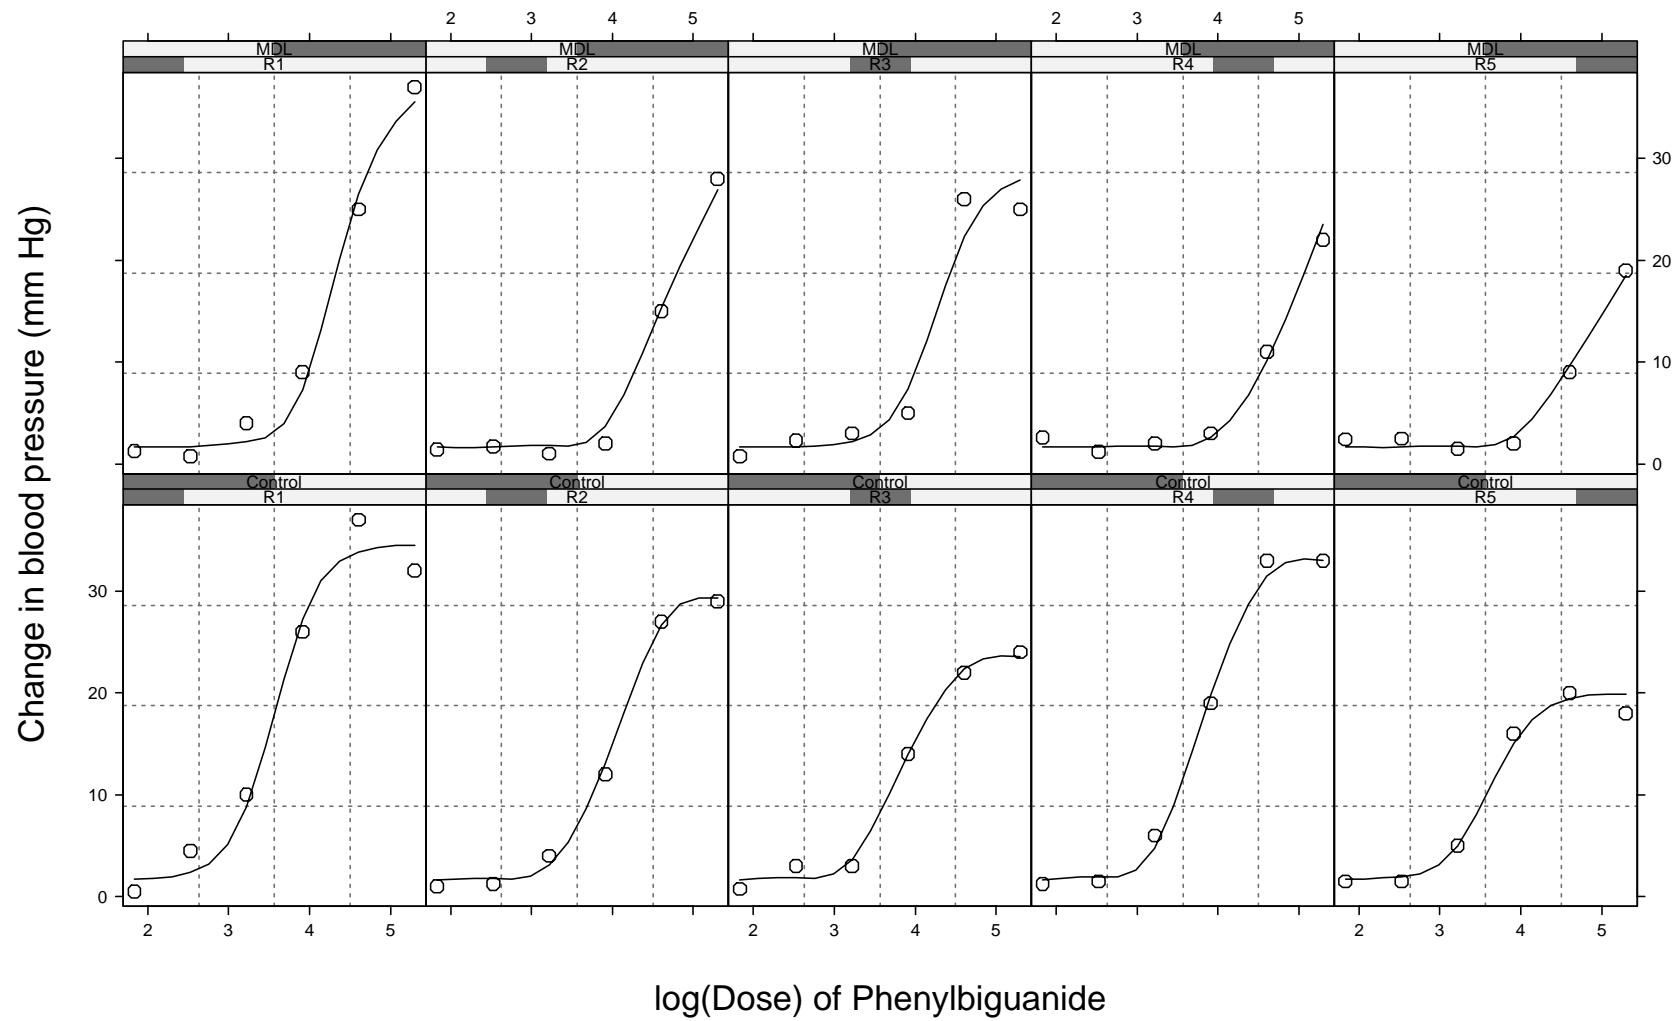 2 3 4 5 2 3 4 5
MDL MDL MDL MDL MDL
R1 R2 R3 R4 R5
30
20
10
0
Change in blood pressure (mm Hg)
Control Control Control Control Control
R1 R2 R3 R4 R5
30
20
10
0
2 3 4 5 2 3 4 5 2 3 4 5
log(Dose) of Phenylbiguanide